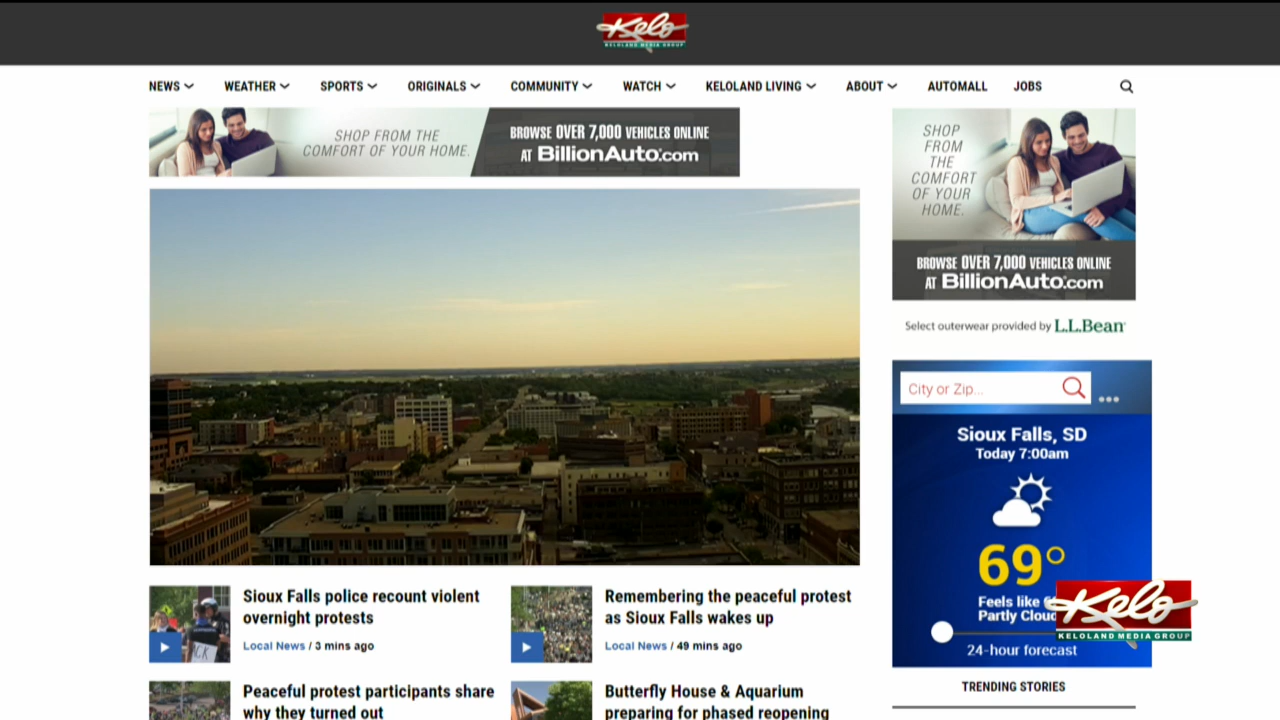 Kelo
KELOLAND MEDIA GROUP
NEWS
WEATHER
SPORTS
ORIGINALS
COMMUNITY
WATCH
KELOLAND LIVING
ABOUT
AUTOMALL
JOBS
SHOP FROM THE
COMFORT OF YOUR HOME.
BROWSE OVER 7,000 VEHICLES ONLINE
AT BillionAuto.com
SHOP
FROM
THE
COMFORT
OF YOUR
HOME.
BROWSE OVER 7,000 VEHICLES ONLINE
AT BillionAuto.com
Select outerwear provided by L.L.Bean
City or Zip...
Sioux Falls, SD
Today 7:00am
69°
Feels like
Partly
24-hour forecast
Kelo
KELOLAND MEDIA GROUP
TRENDING STORIES
Sioux Falls police recount violent
overnight protests
Local News / 3 mins ago
Remembering the peaceful protest
as Sioux Falls wakes up
Local News / 49 mins ago
Peaceful protest participants share
why they turned out
Butterfly House & Aquarium
preparing for phased reopening